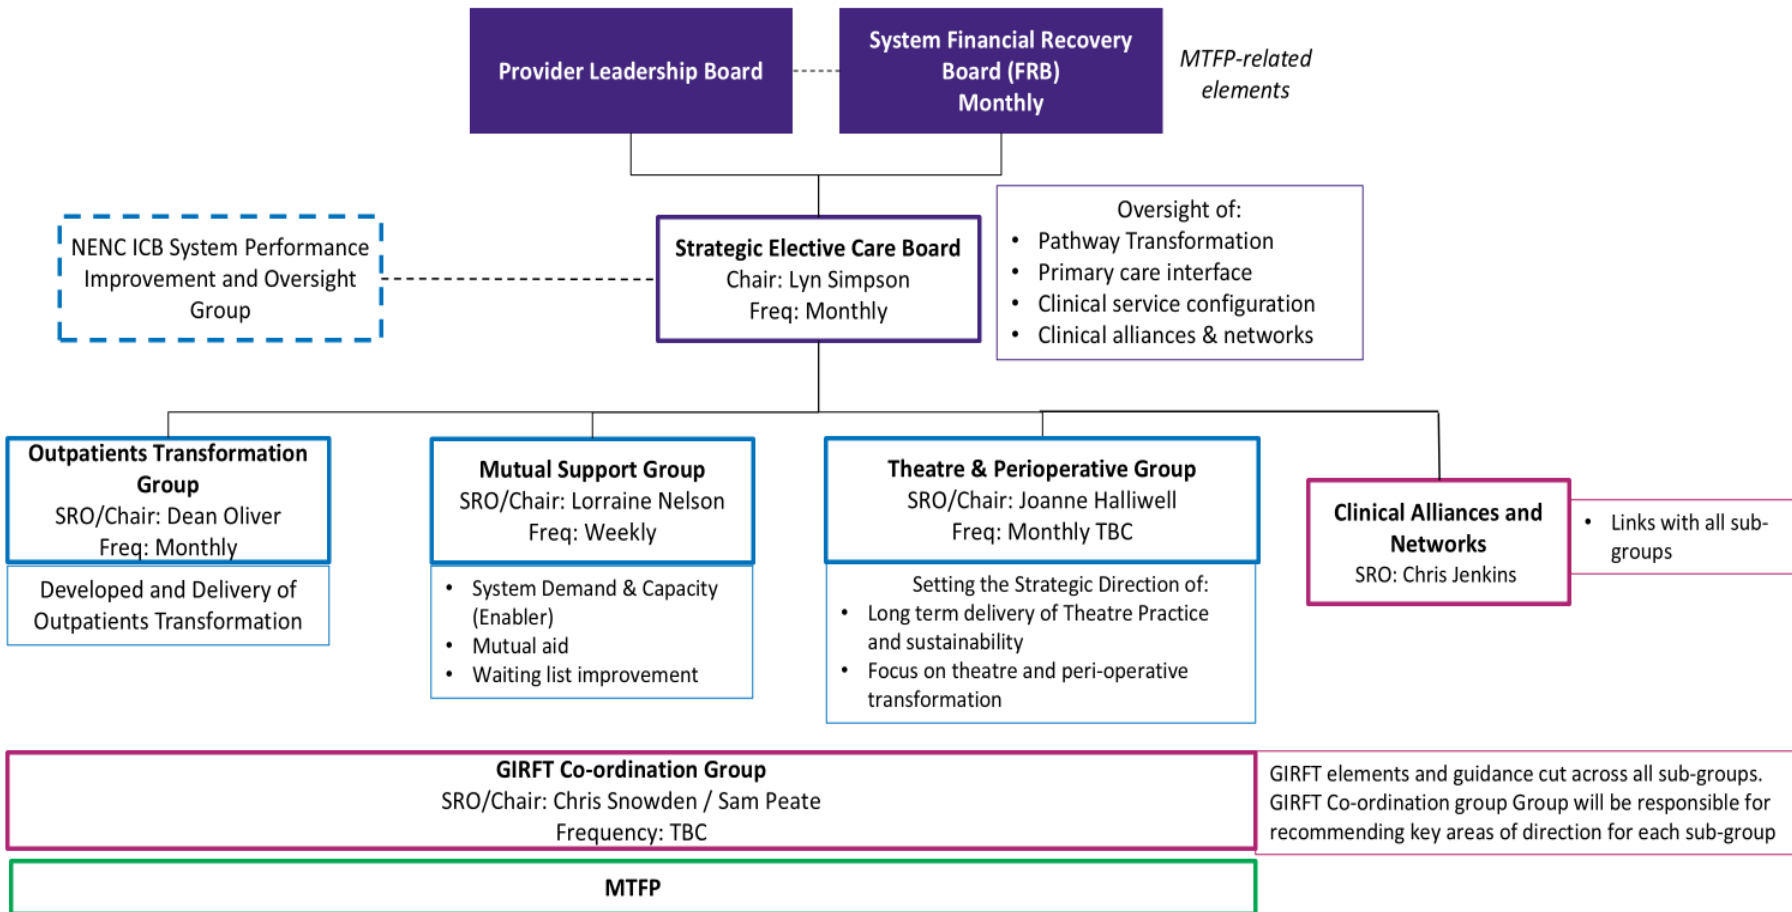 Provider Leadership Board
System Financial Recovery
Board (FRB)
Monthly
MTFP-related
elements
NENC ICB System Performance
Improvement and Oversight
Group
Strategic Elective Care Board
Chair: Lyn Simpson
Freq: Monthly
Oversight of:
• Pathway Transformation
• Primary care interface
• Clinical service configuration
• Clinical alliances & networks
Outpatients Transformation
Group
SRO/Chair: Dean Oliver
Freq: Monthly
Developed and Delivery of
Outpatients Transformation
Mutual Support Group
SRO/Chair: Lorraine Nelson
Freq: Weekly
• System Demand & Capacity
(Enabler)
• Mutual aid
• Waiting list improvement
Theatre & Perioperative Group
SRO/Chair: Joanne Halliwell
Freq: Monthly TBC
Setting the Strategic Direction of:
• Long term delivery of Theatre Practice
and sustainability
• Focus on theatre and peri-operative
transformation
Clinical Alliances and
Networks
SRO: Chris Jenkins
• Links with all sub-
groups
GIRFT Co-ordination Group
SRO/Chair: Chris Snowden / Sam Peate
Frequency: TBC
GIRFT elements and guidance cut across all sub-groups.
GIRFT Co-ordination group Group will be responsible for
recommending key areas of direction for each sub-group
MTFP